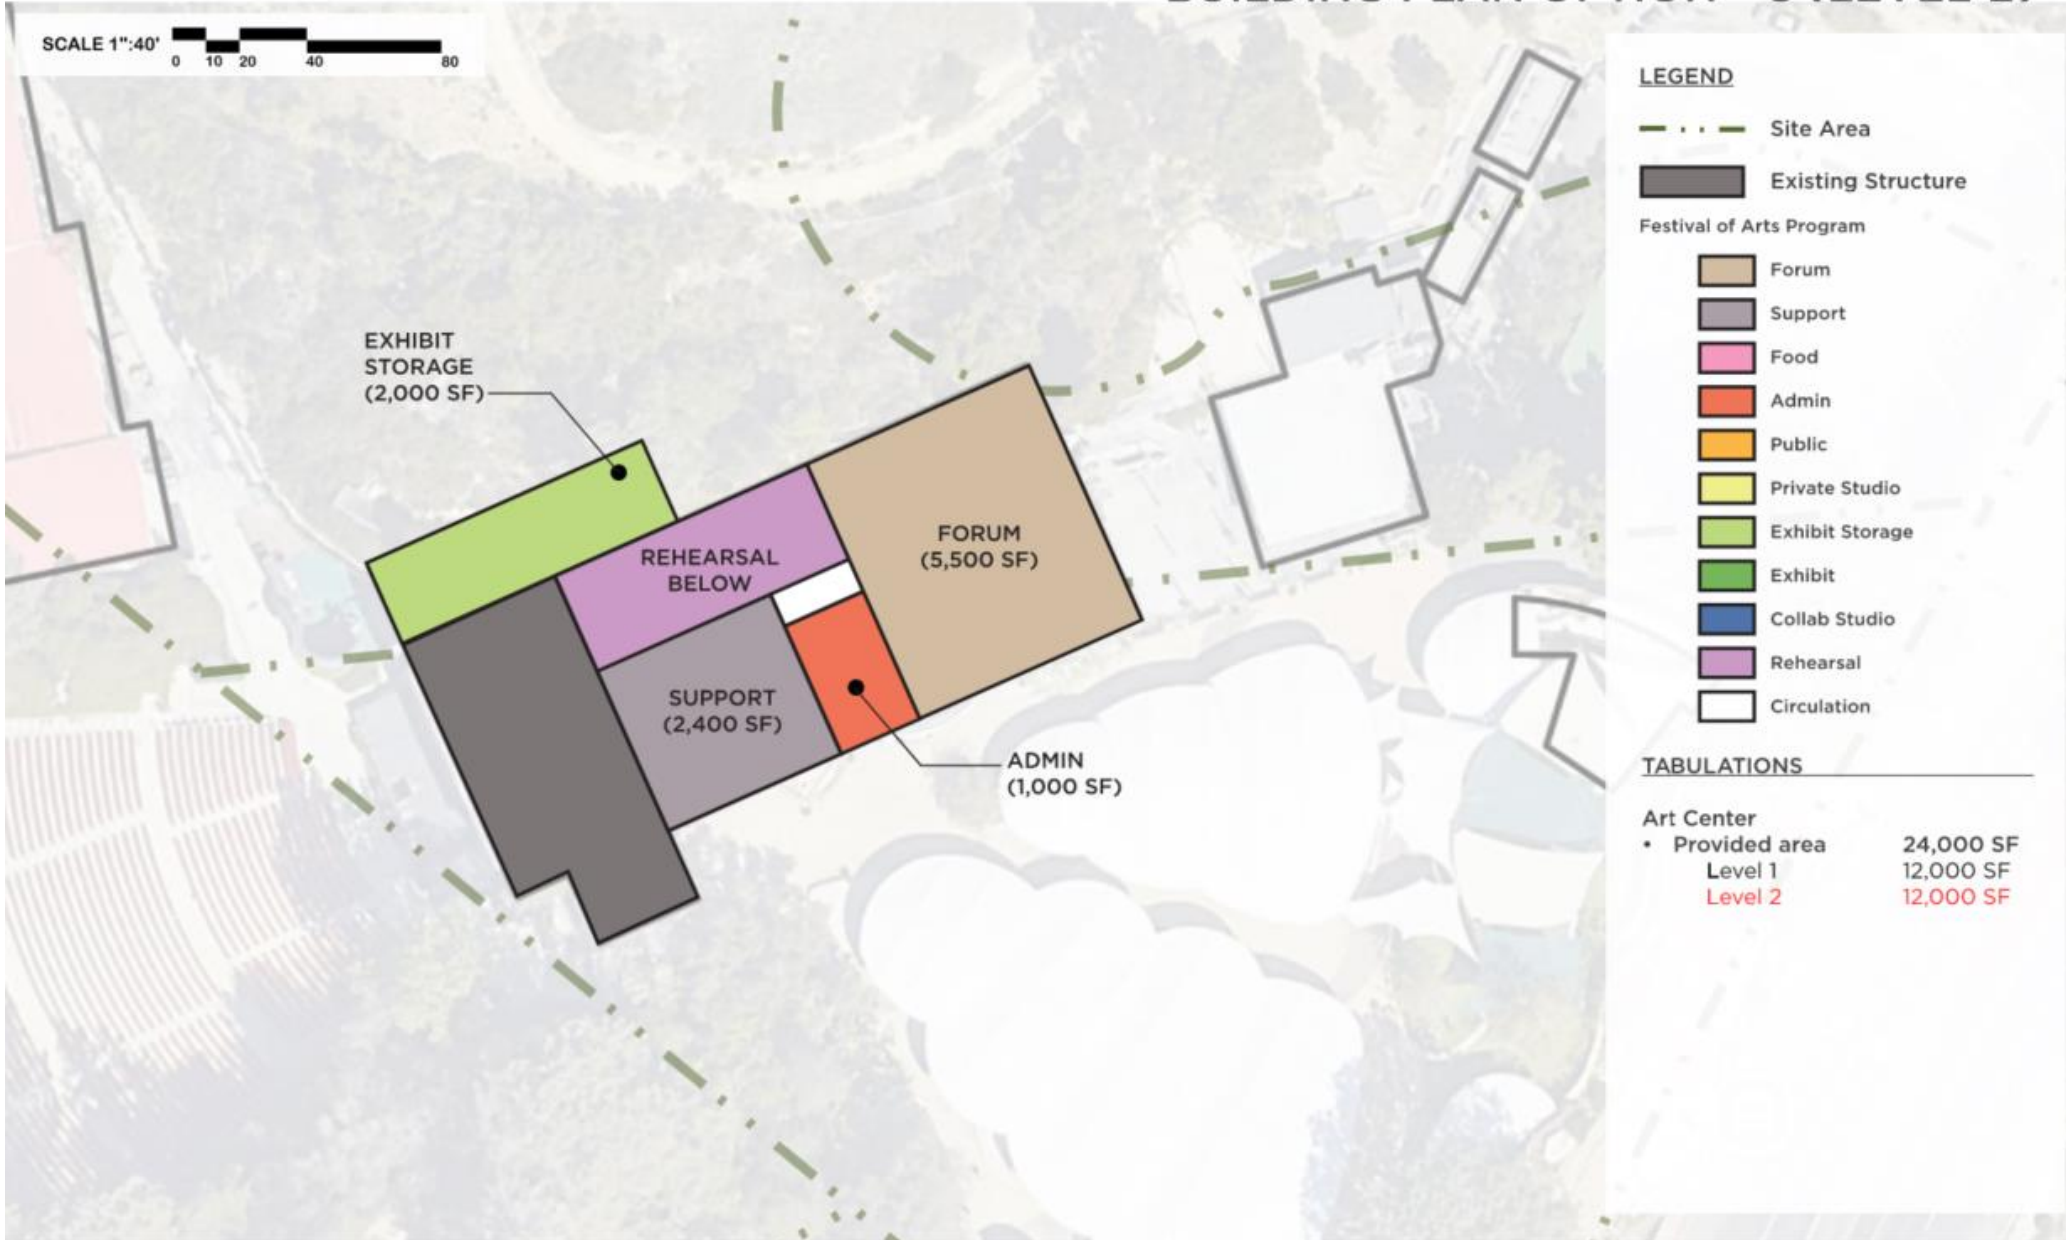 SCALE 1":40'
0 10 20 40 80
EXHIBIT
STORAGE
(2,000 SF)
REHEARSAL
BELOW
FORUM
(5,500 SF)
SUPPORT
(2,400 SF)
ADMIN
(1,000 SF)
LEGEND
Site Area
Existing Structure
Festival of Arts Program
Forum
Support
Food
Admin
Public
Private Studio
Exhibit Storage
Exhibit
Collab Studio
Rehearsal
Circulation
TABULATIONS
Art Center
• Provided area 24,000 SF
Level 1 12,000 SF
Level 2 12,000 SF